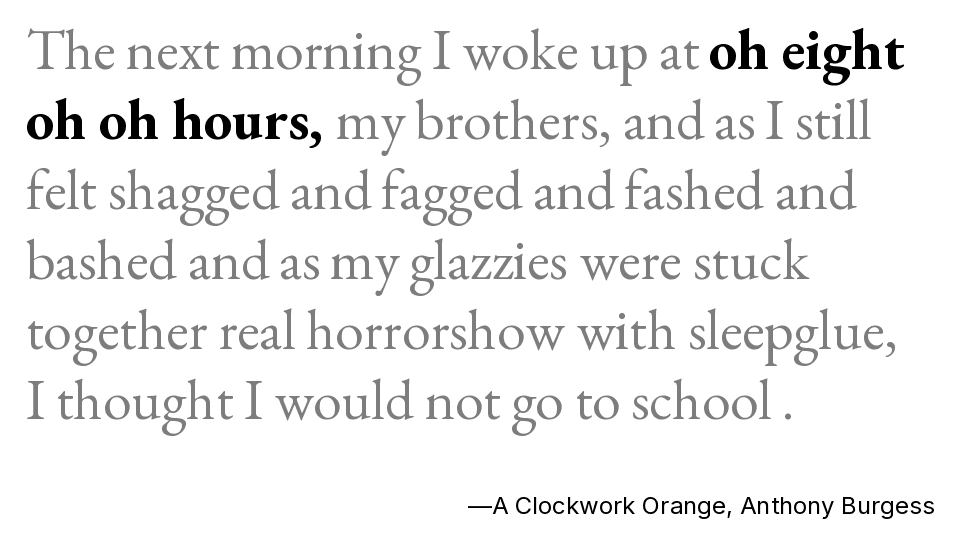 The next morning I woke up at oh eight
oh oh hours, my brothers, and as I still
felt shagged and fagged and fashed and
bashed and as my glazzies were stuck
together real horrorshow with sleepglue,
I thought I would not go to school .
—A Clockwork Orange, Anthony Burgess